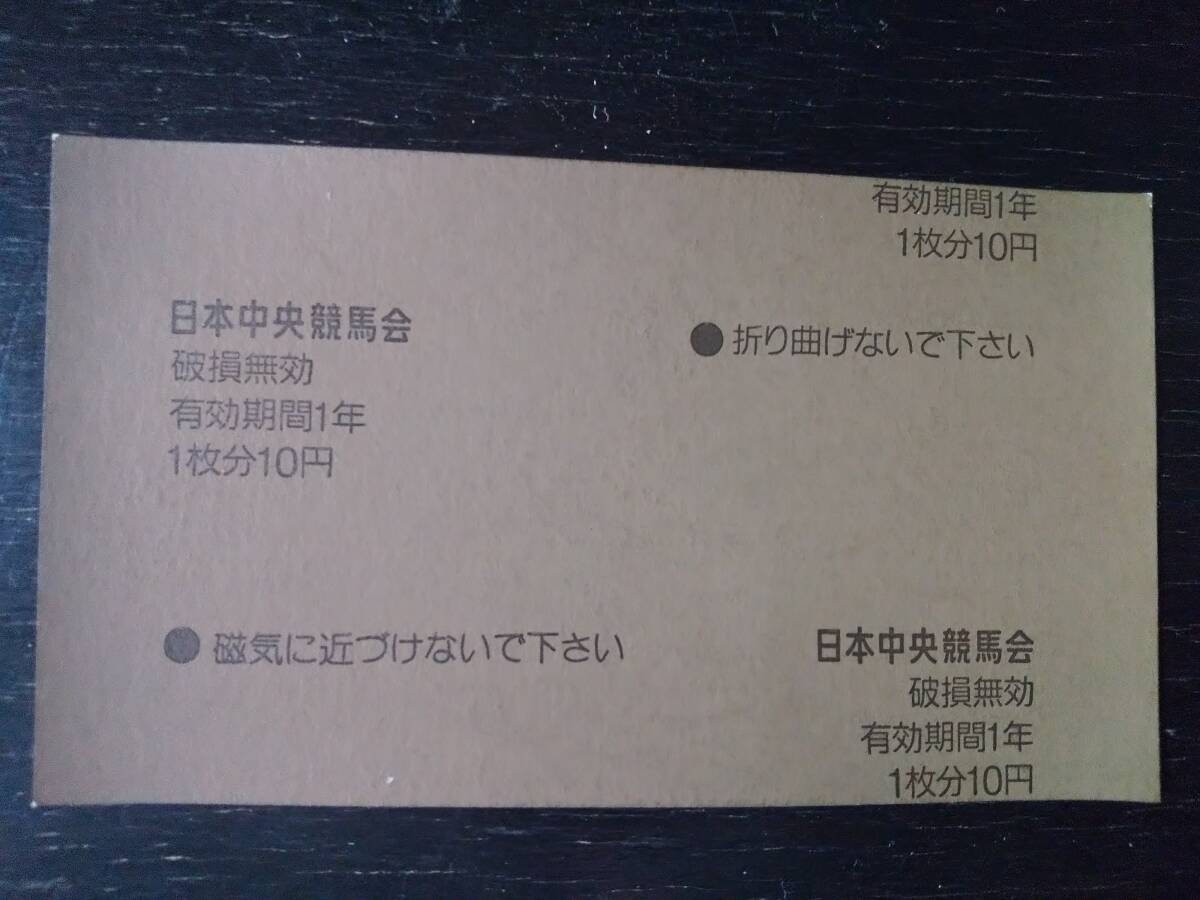 有効期間1年
1枚分10円
日本中央競馬会
破損無効
有効期間1年
1枚分10円
●折り曲げないで下さい
●磁気に近づけないで下さい
日本中央競馬会
破損無効
有効期間1年
1枚分10円